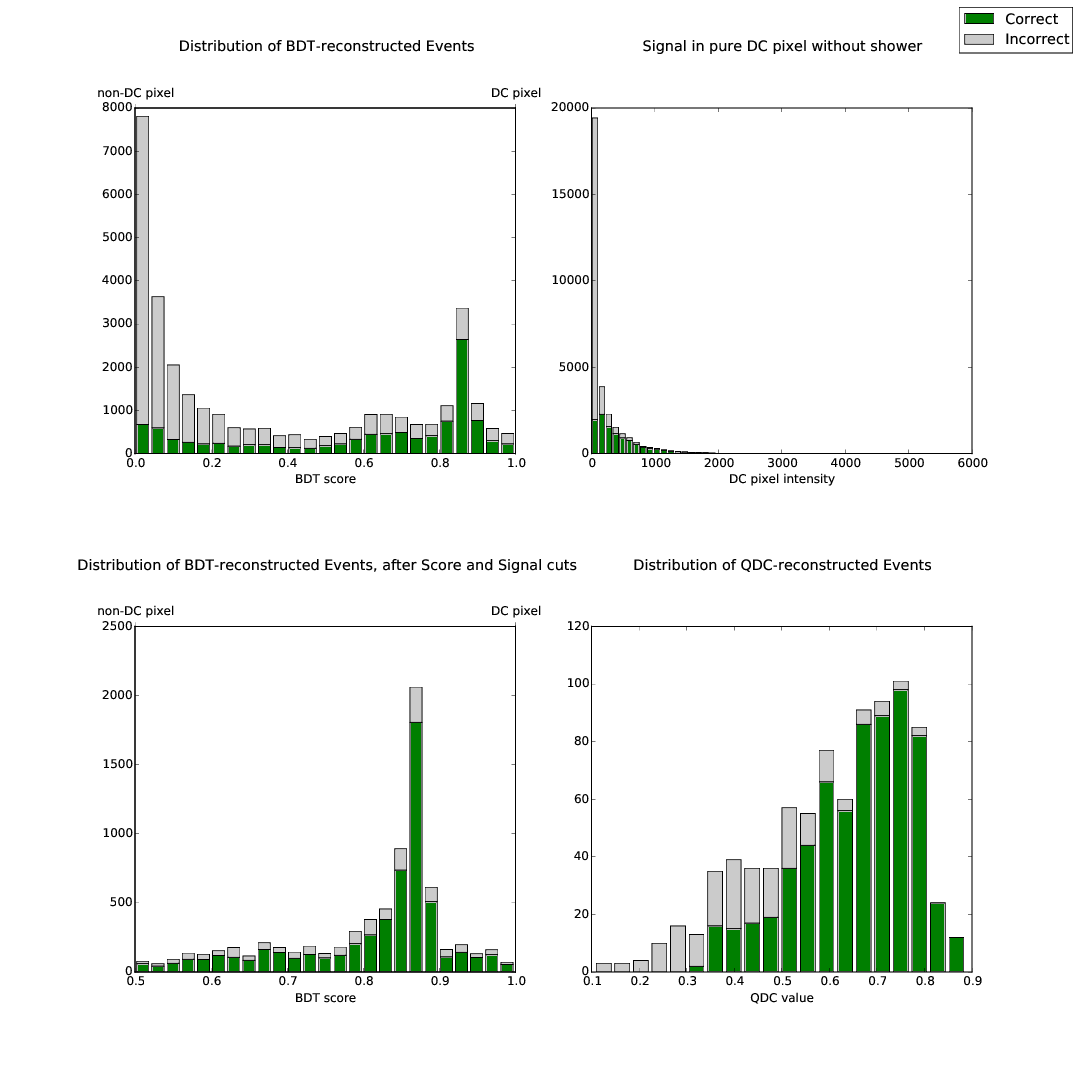 Correct
Incorrect
Distribution of BDT-reconstructed Events
non-DC pixel
DC pixel
8000
7000
6000
5000
4000
3000
2000
1000
0
0.0 0.2 0.4 0.6 0.8 1.0
BDT score
Signal in pure DC pixel without shower
20000
15000
10000
5000
0
0 1000 2000 3000 4000 5000 6000
DC pixel intensity
Distribution of BDT-reconstructed Events, after Score and Signal cuts
non-DC pixel
DC pixel
2500
2000
1500
1000
500
0
0.5 0.6 0.7 0.8 0.9 1.0
BDT score
Distribution of QDC-reconstructed Events
120
100
80
60
40
20
0
0.1 0.2 0.3 0.4 0.5 0.6 0.7 0.8 0.9
QDC value